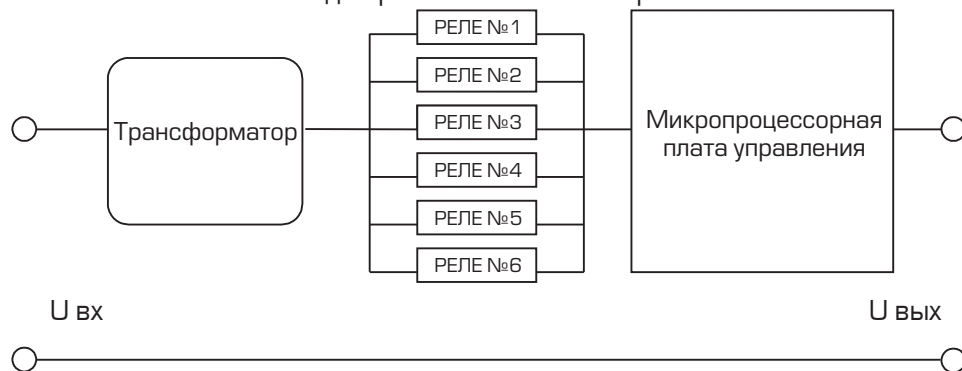 РЕЛЕ №1
РЕЛЕ №2
Трансформатор
РЕЛЕ №3
Микропроцессорная
плата управления
РЕЛЕ №4
РЕЛЕ №5
РЕЛЕ №6
U вх
U вых